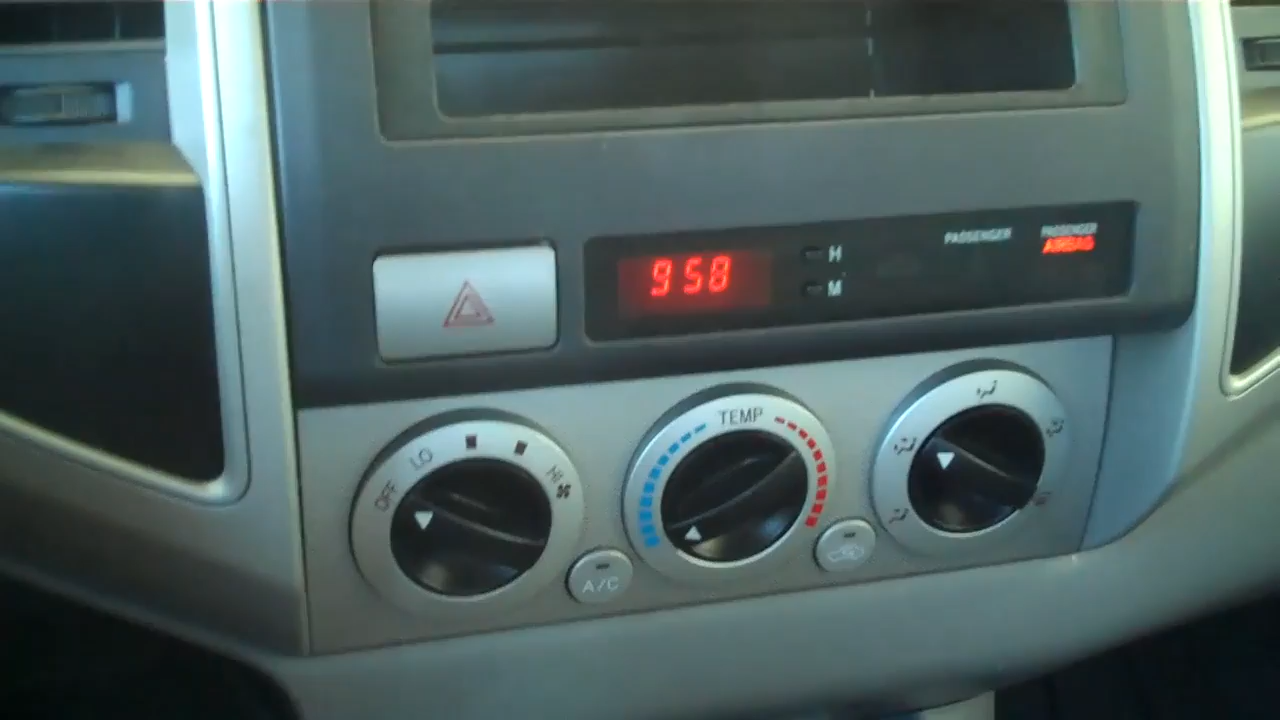 958
H
M
PASSENGER
PASSENGER
AIRBAG
OFF
LO
HI
TEMP
A/C